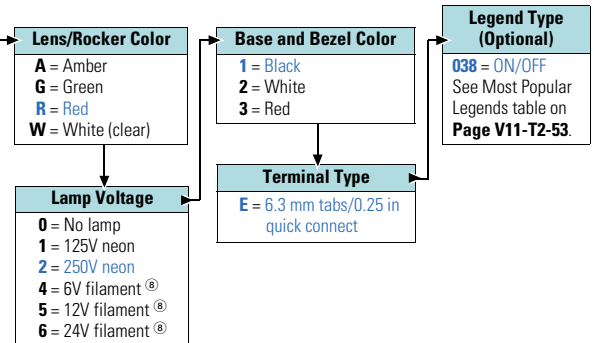 Lens/Rocker Color
A = Amber
G = Green
R = Red
W = White (clear)
Lamp Voltage
0 = No lamp
1 = 125V neon
2 = 250V neon
4 = 6V filament ⑧
5 = 12V filament ⑧
6 = 24V filament ⑧
Base and Bezel Color
1 = Black
2 = White
3 = Red
Terminal Type
E = 6.3 mm tabs/0.25 in
quick connect
Legend Type
(Optional)
038 = ON/OFF
See Most Popular
Legends table on
Page V11-T2-53.